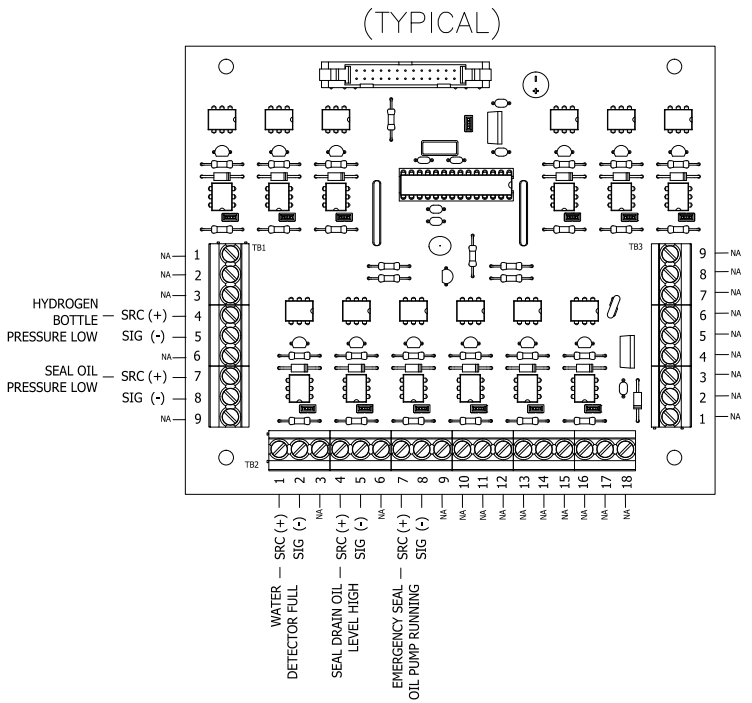 (TYPICAL)
- +
TB1
TB3
NA 1
NA 2
NA 3
HYDROGEN
BOTTLE
PRESSURE LOW
SRC (+) 4
SIG (-) 5
NA 6
SEAL OIL
PRESSURE LOW
SRC (+) 7
SIG (-) 8
NA 9
9 NA
8 NA
7 NA
6 NA
5 NA
4 NA
3 NA
2 NA
1 NA
TB2
1 2 3 4 5 6 7 8 9 10 11 12 13 14 15 16 17 18
SRC (+)
SIG (-)
NA
SRC (+)
SIG (-)
NA
SRC (+)
SIG (-)
NA
NA
NA
NA
NA
NA
NA
NA
NA
NA
WATER
DETECTOR FULL
SEAL DRAIN OIL
LEVEL HIGH
EMERGENCY SEAL
OIL PUMP RUNNING